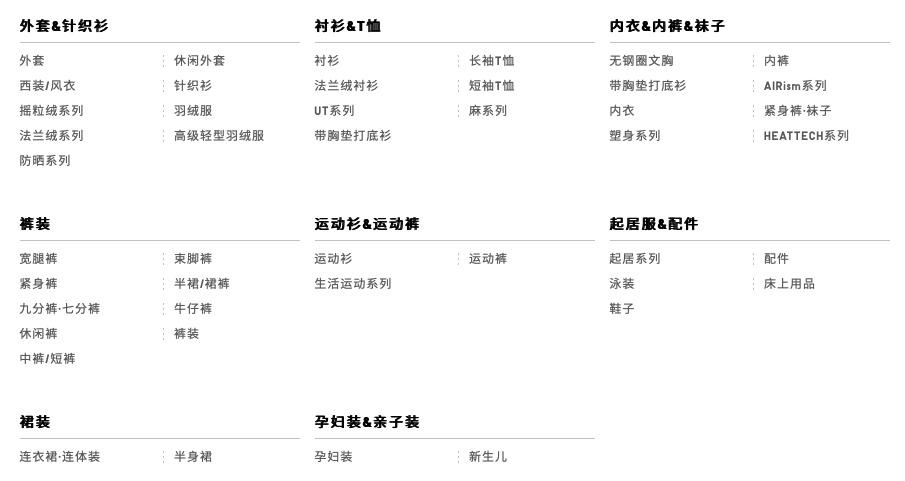 外套&针织衫
外套
休闲外套
西装/风衣
针织衫
摇粒绒系列
羽绒服
法兰绒系列
高级轻型羽绒服
防晒系列
衬衫&T恤
衬衫
长袖T恤
法兰绒衬衫
短袖T恤
UT系列
麻系列
带胸垫打底衫
内衣&内裤&袜子
无钢圈文胸
内裤
带胸垫打底衫
AIRism系列
内衣
紧身裤·袜子
塑身系列
HEATTECH系列
裤装
宽腿裤
束脚裤
紧身裤
半裙/裙裤
九分裤·七分裤
牛仔裤
休闲裤
裤装
中裤/短裤
运动衫&运动裤
运动衫
运动裤
生活运动系列
起居服&配件
起居系列
配件
泳装
床上用品
鞋子
裙装
连衣裙·连体装
半身裙
孕妇装&亲子装
孕妇装
新生儿